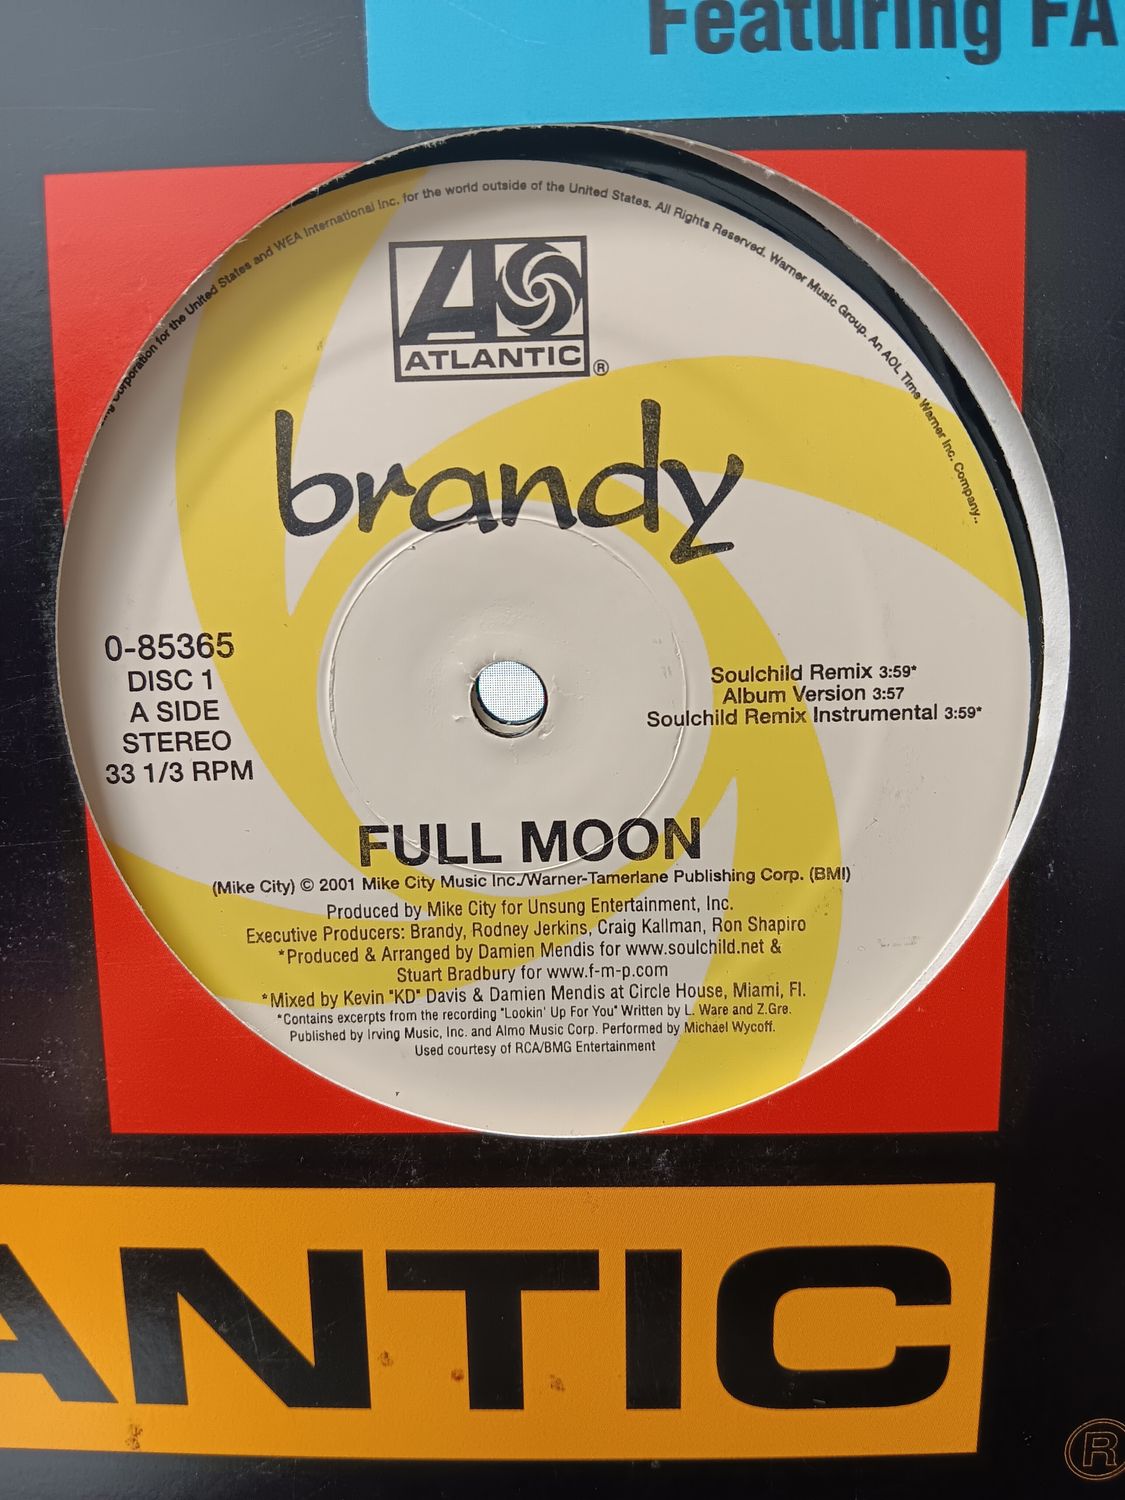 Featuring FA
Corporation for the United States and WEA International Inc. for the world outside of the United States. All Rights Reserved. Warner Music Group. An AOL Time Warner Inc. Company..
A
ATLANTIC®
brandy
0-85365
DISC 1
A SIDE
STEREO
33 1/3 RPM
Soulchild Remix 3:59*
Album Version 3:57
Soulchild Remix Instrumental 3:59*
FULL MOON
(Mike City) © 2001 Mike City Music Inc./Warner-Tamerlane Publishing Corp. (BMI)
Produced by Mike City for Unsung Entertainment, Inc.
Executive Producers: Brandy, Rodney Jerkins, Craig Kallman, Ron Shapiro
*Produced & Arranged by Damien Mendis for www.soulchild.net &
Stuart Bradbury for www.f-m-p.com
*Mixed by Kevin "KD" Davis & Damien Mendis at Circle House, Miami, Fl.
*Contains excerpts from the recording "Lookin' Up For You" Written by L. Ware and Z.Gre.
Published by Irving Music, Inc. and Almo Music Corp. Performed by Michael Wycoff.
Used courtesy of RCA/BMG Entertainment
ANTIC
®